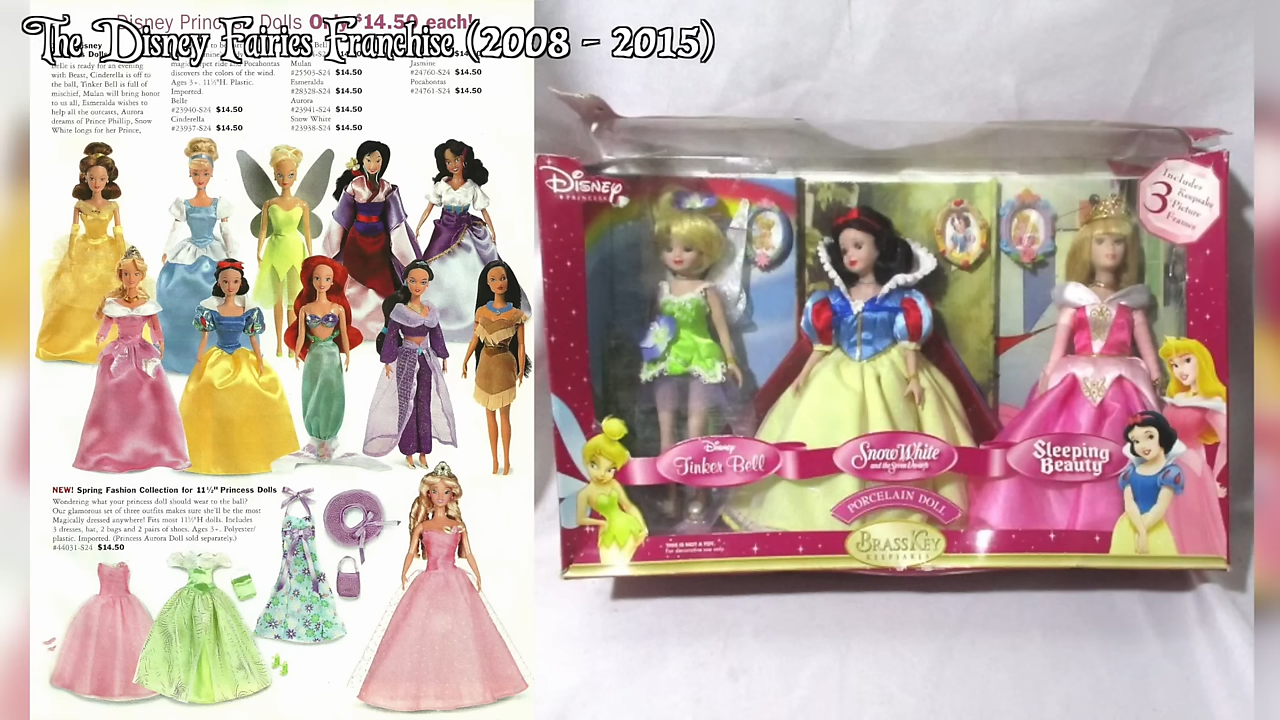 The Disney Fairies Franchise (2008 - 2015)
Disney Princess Dolls Only $14.50 each!
Belle is ready for an evening
with Beast, Cinderella is off to
the ball, Tinker Bell is full of
mischief, Mulan will bring honor
to us all, Esmeralda wishes to
help all the outcasts, Aurora
dreams of Prince Phillip, Snow
White longs for her Prince,
Pocahontas
discovers the colors of the wind.
Ages 3+. 11½"H. Plastic.
Imported.
Belle
#23940-S24 $14.50
Cinderella
#23937-S24 $14.50
Mulan
#25503-S24 $14.50
Esmeralda
#28328-S24 $14.50
Aurora
#23941-S24 $14.50
Snow White
#23938-S24 $14.50
Jasmine
#24760-S24 $14.50
Pocahontas
#24761-S24 $14.50
NEW! Spring Fashion Collection for 11½" Princess Dolls
Wondering what your princess doll should wear to the ball?
Our glamorous set of three outfits makes sure she'll be the most
Magically dressed anywhere! Fits most 11½"H dolls. Includes
3 dresses, hat, 2 bags and 2 pairs of shoes. Ages 3+. Polyester/
plastic. Imported. (Princess Aurora Doll sold separately.)
#44031-S24 $14.50
Disney
PRINCESS
Includes
3 Keepsake
Picture
Frames
Disney
Tinker Bell
Snow White
and the Seven Dwarfs
Sleeping
Beauty
PORCELAIN DOLL
BRASS KEY
KEEPSAKES
THIS IS NOT A TOY.
For decorative use only.